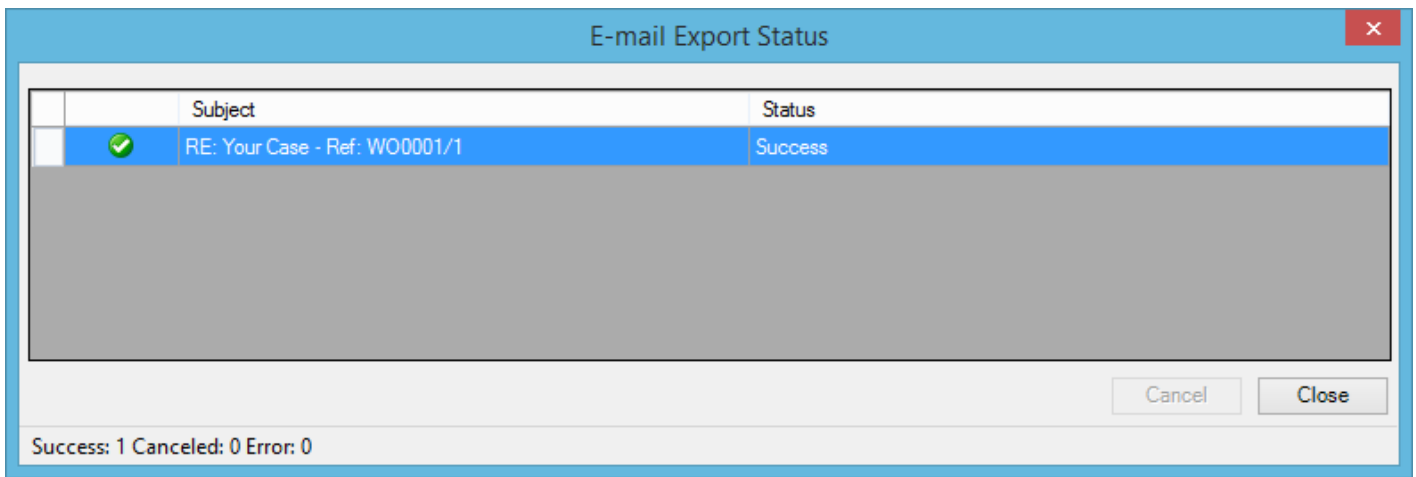 E-mail Export Status
Subject Status
RE: Your Case - Ref: WO0001/1 Success
Cancel Close
Success: 1 Canceled: 0 Error: 0